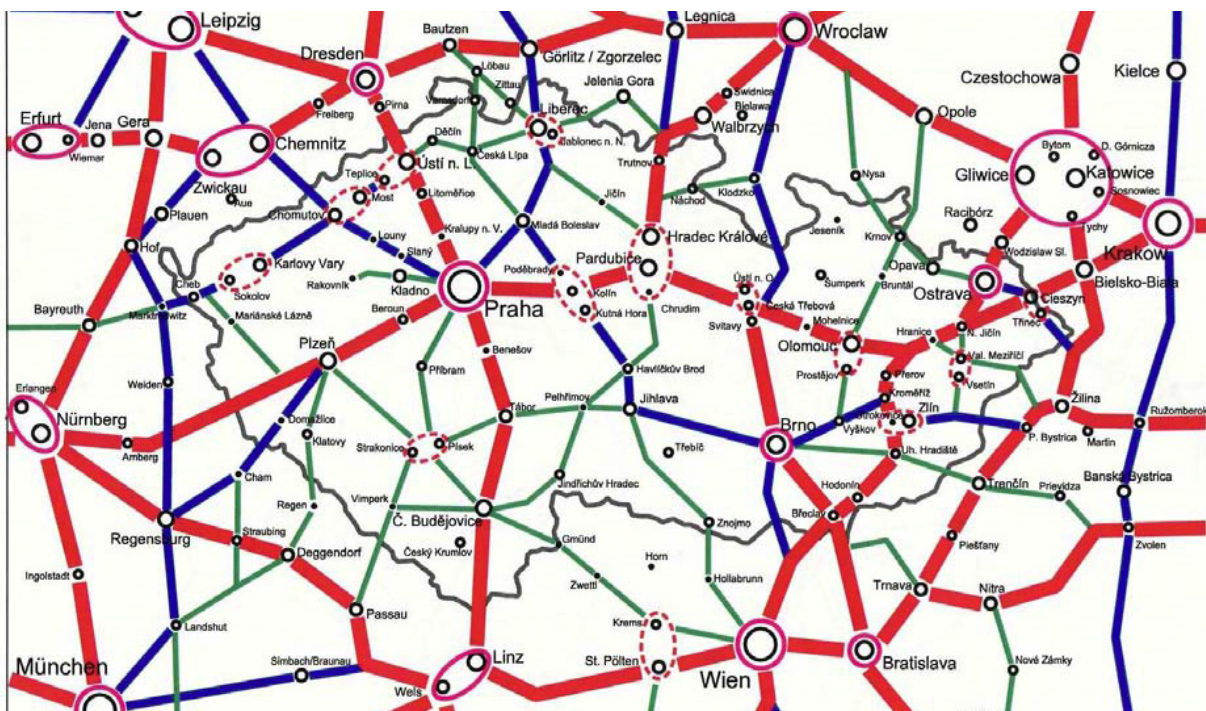 Leipzig
Legnica
Wroclaw
Bautzen
Görlitz / Zgorzelec
Dresden
Löbau
Zittau
Jelenia Gora
Czestochowa
Kielce
Swidnica
Bielawa
Pirna
Varnsdorf
Freiberg
Liberec
Walbrzych
Opole
Erfurt
Jena
Gera
Wiemar
Chemnitz
Děčín
Jablonec n. N.
Česká Lípa
Ústí n. L.
Trutnov
Bytom
D. Górnicza
Gliwice
Katowice
Sosnowiec
Zwickau
Aue
Teplice
Most
Litoměřice
Náchod
Klodzko
Nysa
Plauen
Chomutov
Jičín
Tychy
Racibórz
Hof
Louny
Kralupy n. V.
Mladá Boleslav
Hradec Králové
Jeseník
Krnov
Wodzislaw Sl.
Krakow
Slaný
Karlovy Vary
Sokolov
Cheb
Rakovník
Kladno
Poděbrady
Pardubice
Ústí n. O.
Šumperk
Bruntál
Opava
Ostrava
Bielsko-Biala
Cieszyn
Třinec
Bayreuth
Marktredwitz
Mariánské Lázně
Beroun
Praha
Kolín
Kutná Hora
Chrudim
Česká Třebová
Svitavy
Mohelnice
Hranice
N. Jičín
Plzeň
Benešov
Olomouc
Val. Meziříčí
Vsetín
Weiden
Příbram
Havlíčkův Brod
Prostějov
Přerov
Kroměříž
Erlangen
Nürnberg
Domažlice
Klatovy
Tábor
Pelhřimov
Jihlava
Brno
Vyškov
Otrokovice
Zlín
Žilina
Ružomberok
Martin
P. Bystrica
Amberg
Strakonice
Písek
Třebíč
Uh. Hradiště
Cham
Regen
Vimperk
Jindřichův Hradec
Hodonín
Trenčín
Prievidza
Banská Bystrica
Regensburg
Straubing
Č. Budějovice
Český Krumlov
Gmünd
Znojmo
Břeclav
Zvolen
Deggendorf
Horn
Piešťany
Ingolstadt
Zwettl
Hollabrunn
Trnava
Nitra
Passau
Landshut
Krems
München
Simbach/Braunau
Linz
Wels
St. Pölten
Wien
Bratislava
Nové Zámky